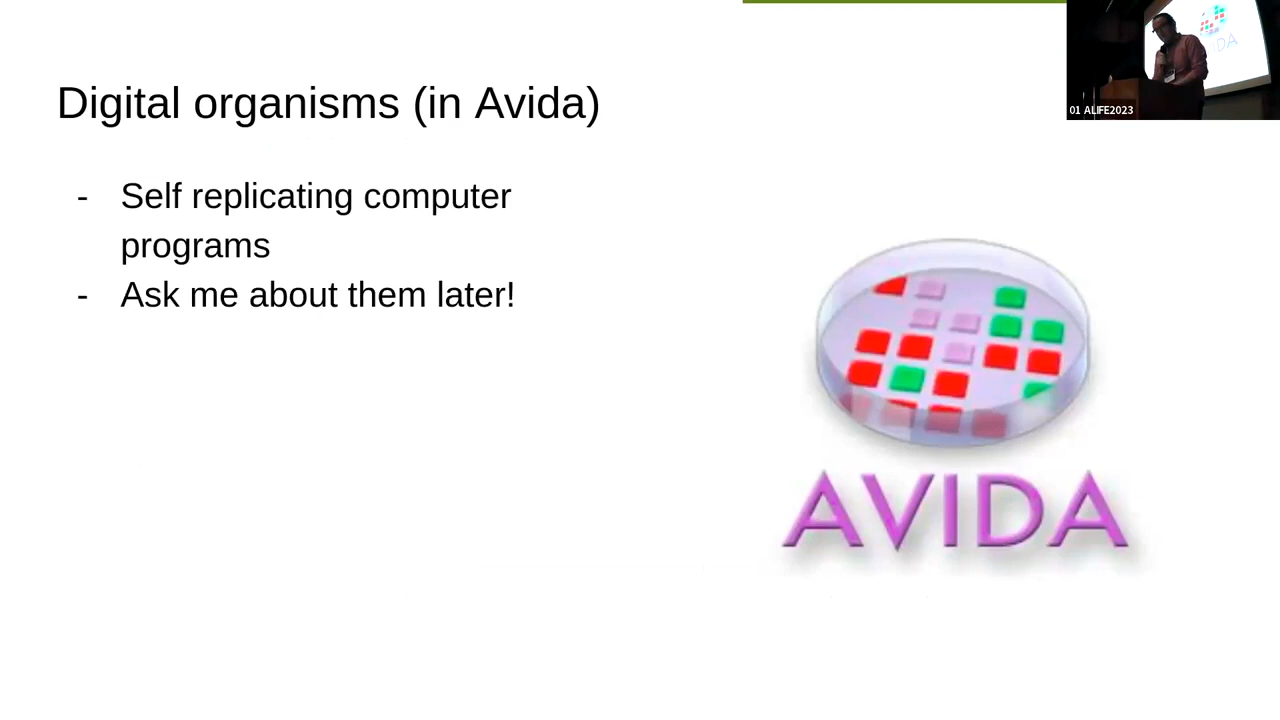 Digital organisms (in Avida)
- Self replicating computer
programs
- Ask me about them later!
AVIDA
01 ALIFE2023